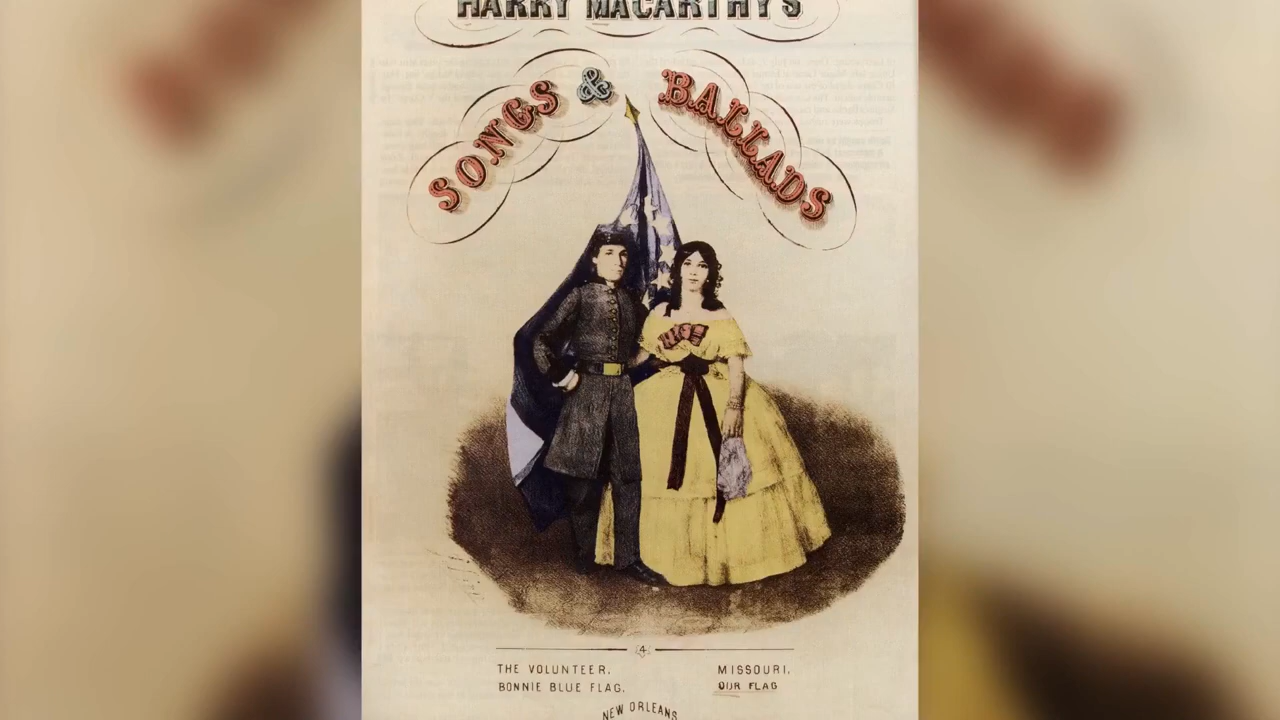 HARRY MACARTHY'S
SONGS & BALLADS
4
THE VOLUNTEER.
BONNIE BLUE FLAG.
MISSOURI.
OUR FLAG
NEW ORLEANS